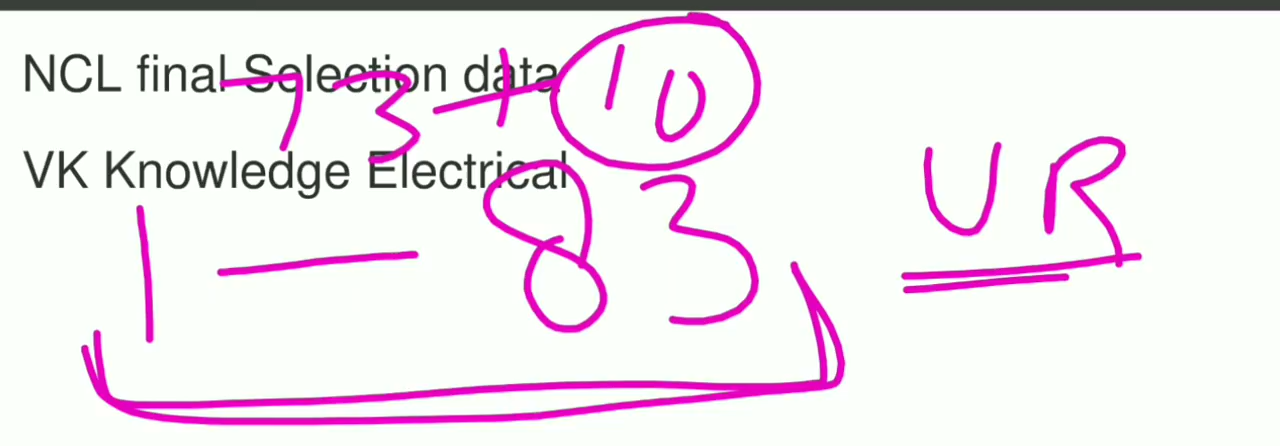 NCL final Selection data
73+10
VK Knowledge Electrical
1 — 83 UR